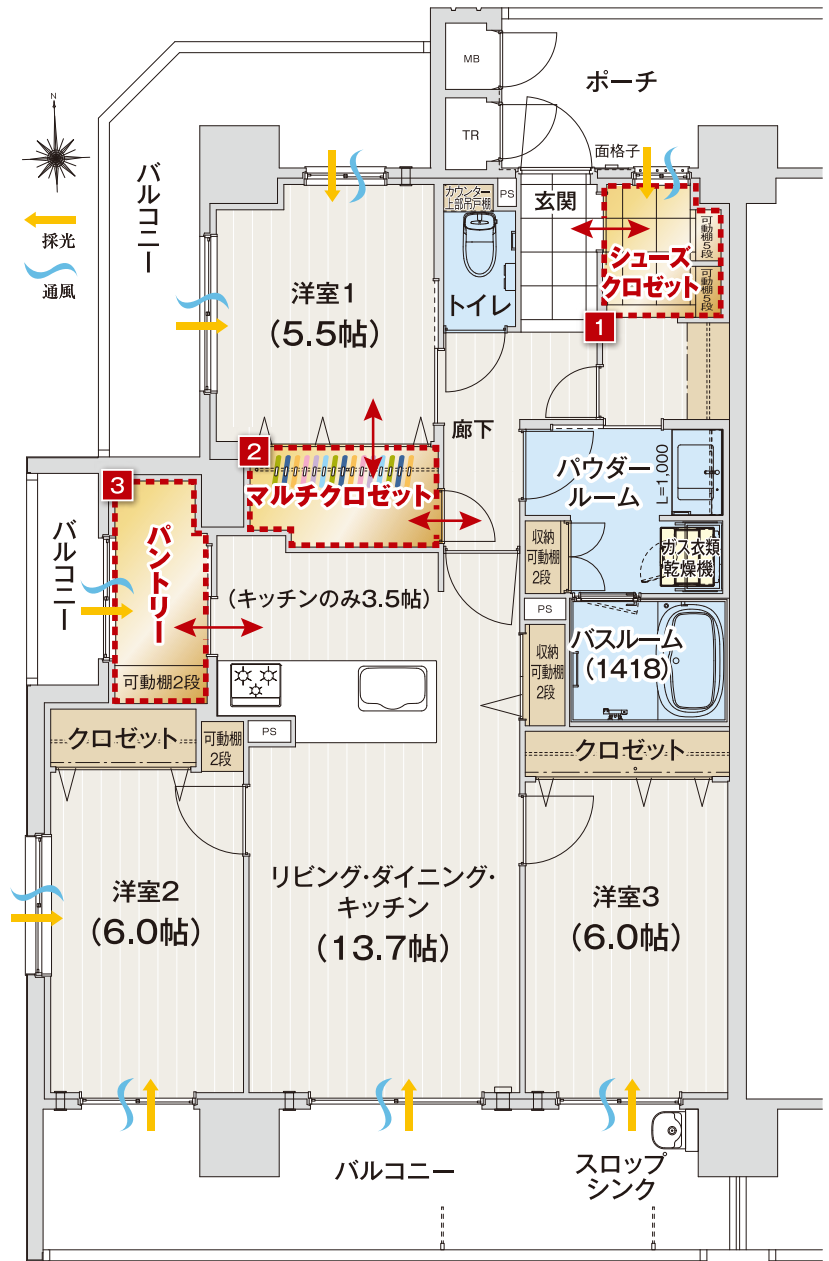 MB
ポーチ
TR
面格子
N
バルコニー
採光
通風
カウンター
上部吊戸棚
PS
玄関
可動棚5段
シューズ
クロゼット
可動棚5段
トイレ
洋室1
(5.5帖)
1
廊下
2
マルチクロゼット
パウダー
ルーム
L=1,000
3
パントリー
バルコニー
収納
可動棚
2段
ガス衣類
乾燥機
(キッチンのみ3.5帖)
PS
バスルーム
(1418)
収納
可動棚
2段
可動棚2段
クロゼット
可動棚
2段
PS
クロゼット
洋室2
(6.0帖)
リビング・ダイニング・
キッチン
(13.7帖)
洋室3
(6.0帖)
バルコニー
スロップ
シンク